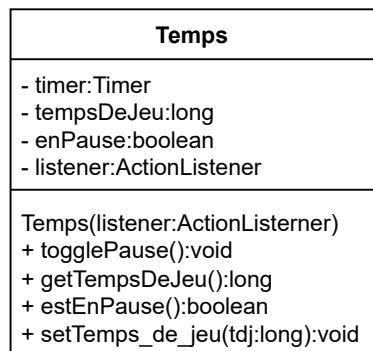 Temps
- timer:Timer
- tempsDeJeu:long
- enPause:boolean
- listener:ActionListener
Temps(listener:ActionListerner)
+ togglePause():void
+ getTempsDeJeu():long
+ estEnPause():boolean
+ setTemps_de_jeu(tdj:long):void